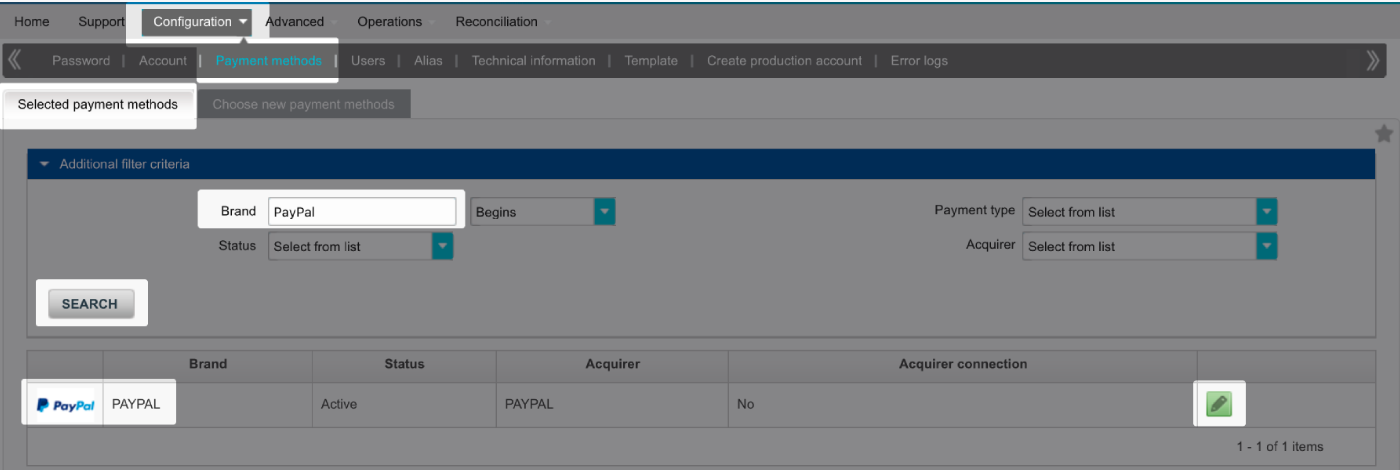 Home Support Configuration Advanced Operations Reconciliation
Password | Account | Payment methods | Users | Alias | Technical information | Template | Create production account | Error logs
Selected payment methods Choose new payment methods
Additional filter criteria
Brand PayPal Begins Payment type Select from list
Status Select from list Acquirer Select from list
SEARCH
Brand Status Acquirer Acquirer connection
PayPal PAYPAL Active PAYPAL No
1 - 1 of 1 items